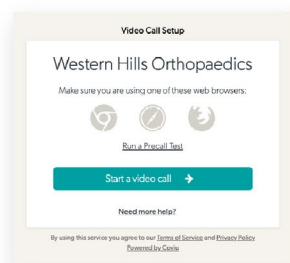 Video Call Setup
Western Hills Orthopaedics
Make sure you are using one of these web browsers:
Run a Precall Test
Start a video call
Need more help?
By using this service you agree to our Terms of Service and Privacy Policy
Powered by Coviu